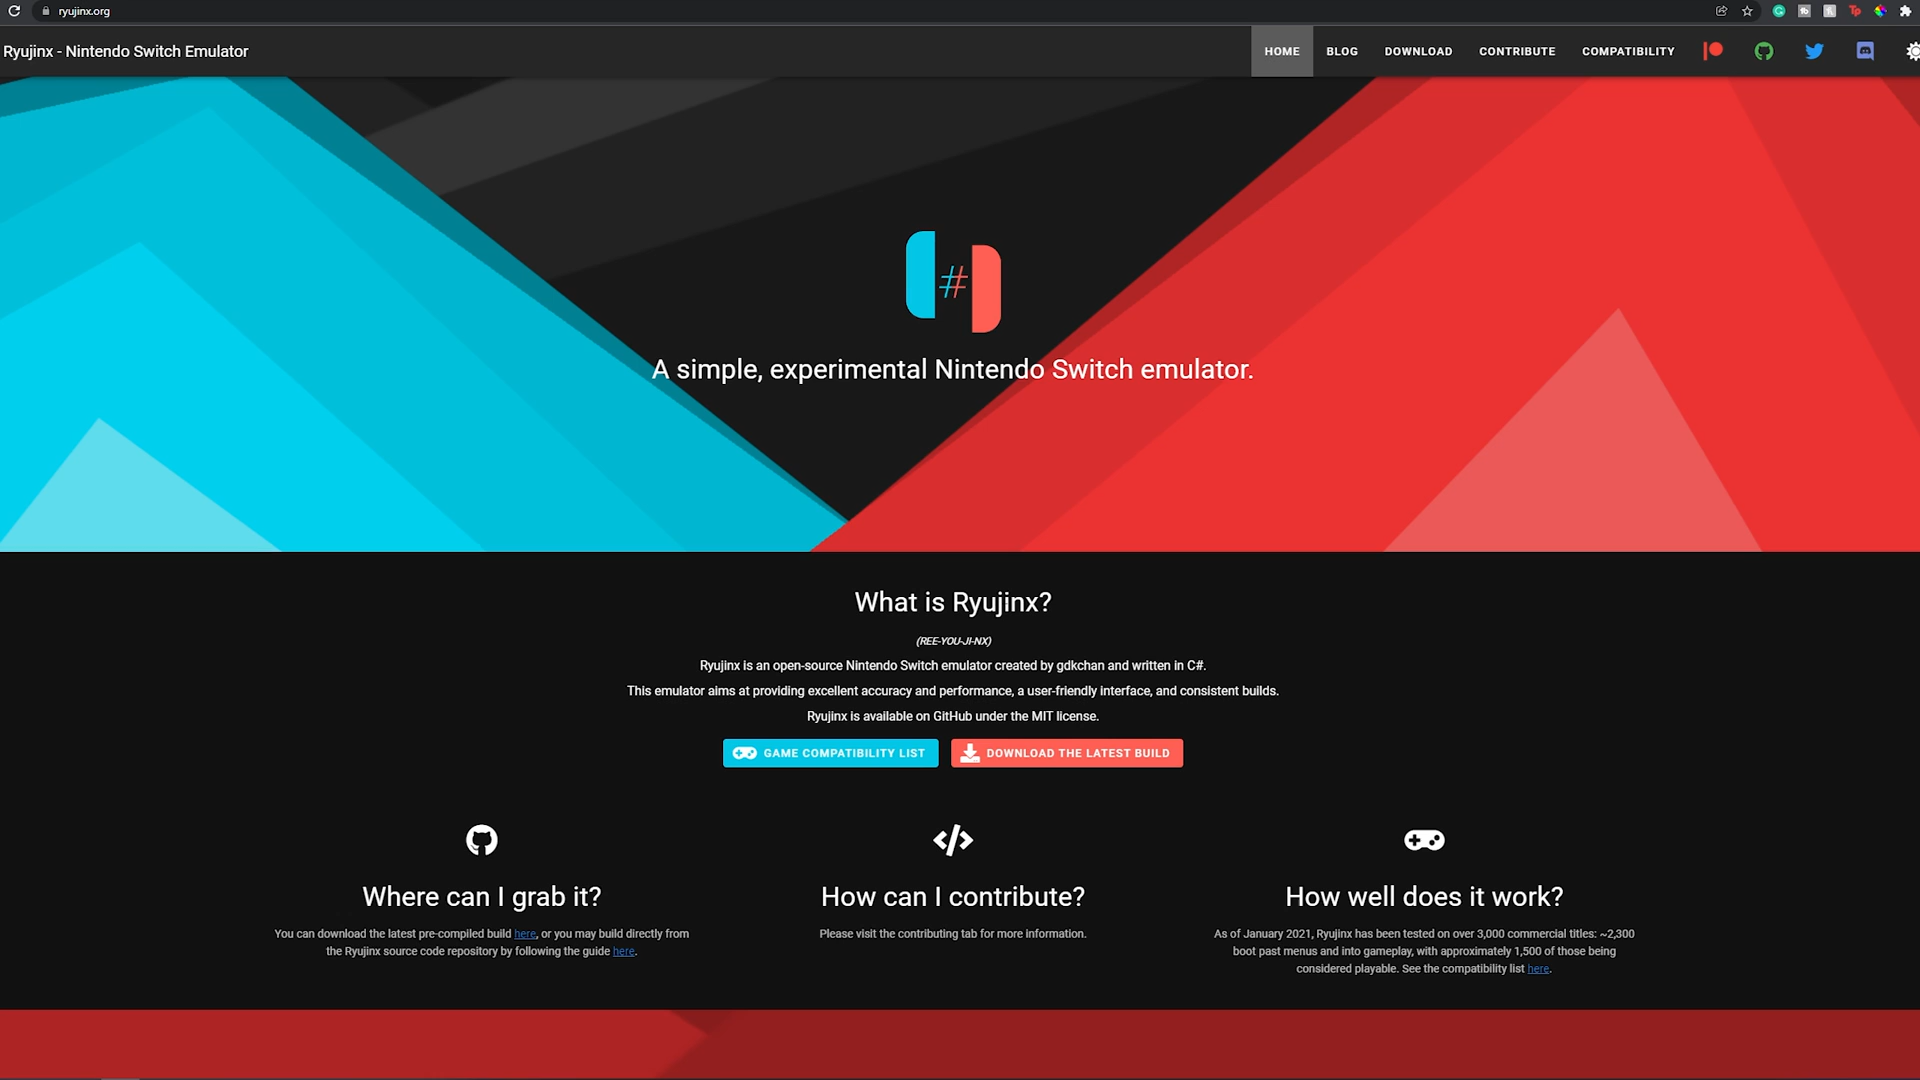 ryujinx.org
Ryujinx - Nintendo Switch Emulator
HOME
BLOG
DOWNLOAD
CONTRIBUTE
COMPATIBILITY
#
A simple, experimental Nintendo Switch emulator.
What is Ryujinx?
(REE-YOU-JI-NX)
Ryujinx is an open-source Nintendo Switch emulator created by gdkchan and written in C#.
This emulator aims at providing excellent accuracy and performance, a user-friendly interface, and consistent builds.
Ryujinx is available on GitHub under the MIT license.
GAME COMPATIBILITY LIST
DOWNLOAD THE LATEST BUILD
Where can I grab it?
You can download the latest pre-compiled build here, or you may build directly from
the Ryujinx source code repository by following the guide here.
How can I contribute?
Please visit the contributing tab for more information.
How well does it work?
As of January 2021, Ryujinx has been tested on over 3,000 commercial titles: ~2,300
boot past menus and into gameplay, with approximately 1,500 of those being
considered playable. See the compatibility list here.